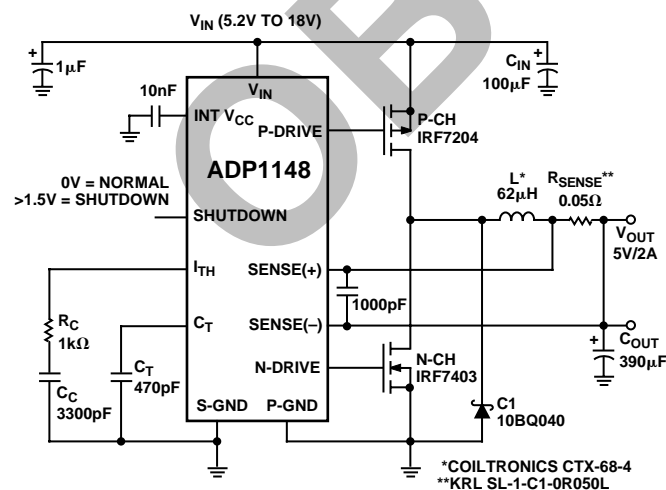 V_IN (5.2V TO 18V)
+
1µF
10nF
V_IN
INT V_CC
P-DRIVE
ADP1148
0V = NORMAL
>1.5V = SHUTDOWN
SHUTDOWN
I_TH
SENSE(+)
C_T
SENSE(–)
N-DRIVE
S-GND
P-GND
+
C_IN
100µF
P-CH
IRF7204
L*
62µH
R_SENSE**
0.05Ω
V_OUT
5V/2A
1000pF
R_C
1kΩ
C_C
3300pF
C_T
470pF
N-CH
IRF7403
+
C_OUT
390µF
C1
10BQ040
*COILTRONICS CTX-68-4
**KRL SL-1-C1-0R050L
OB